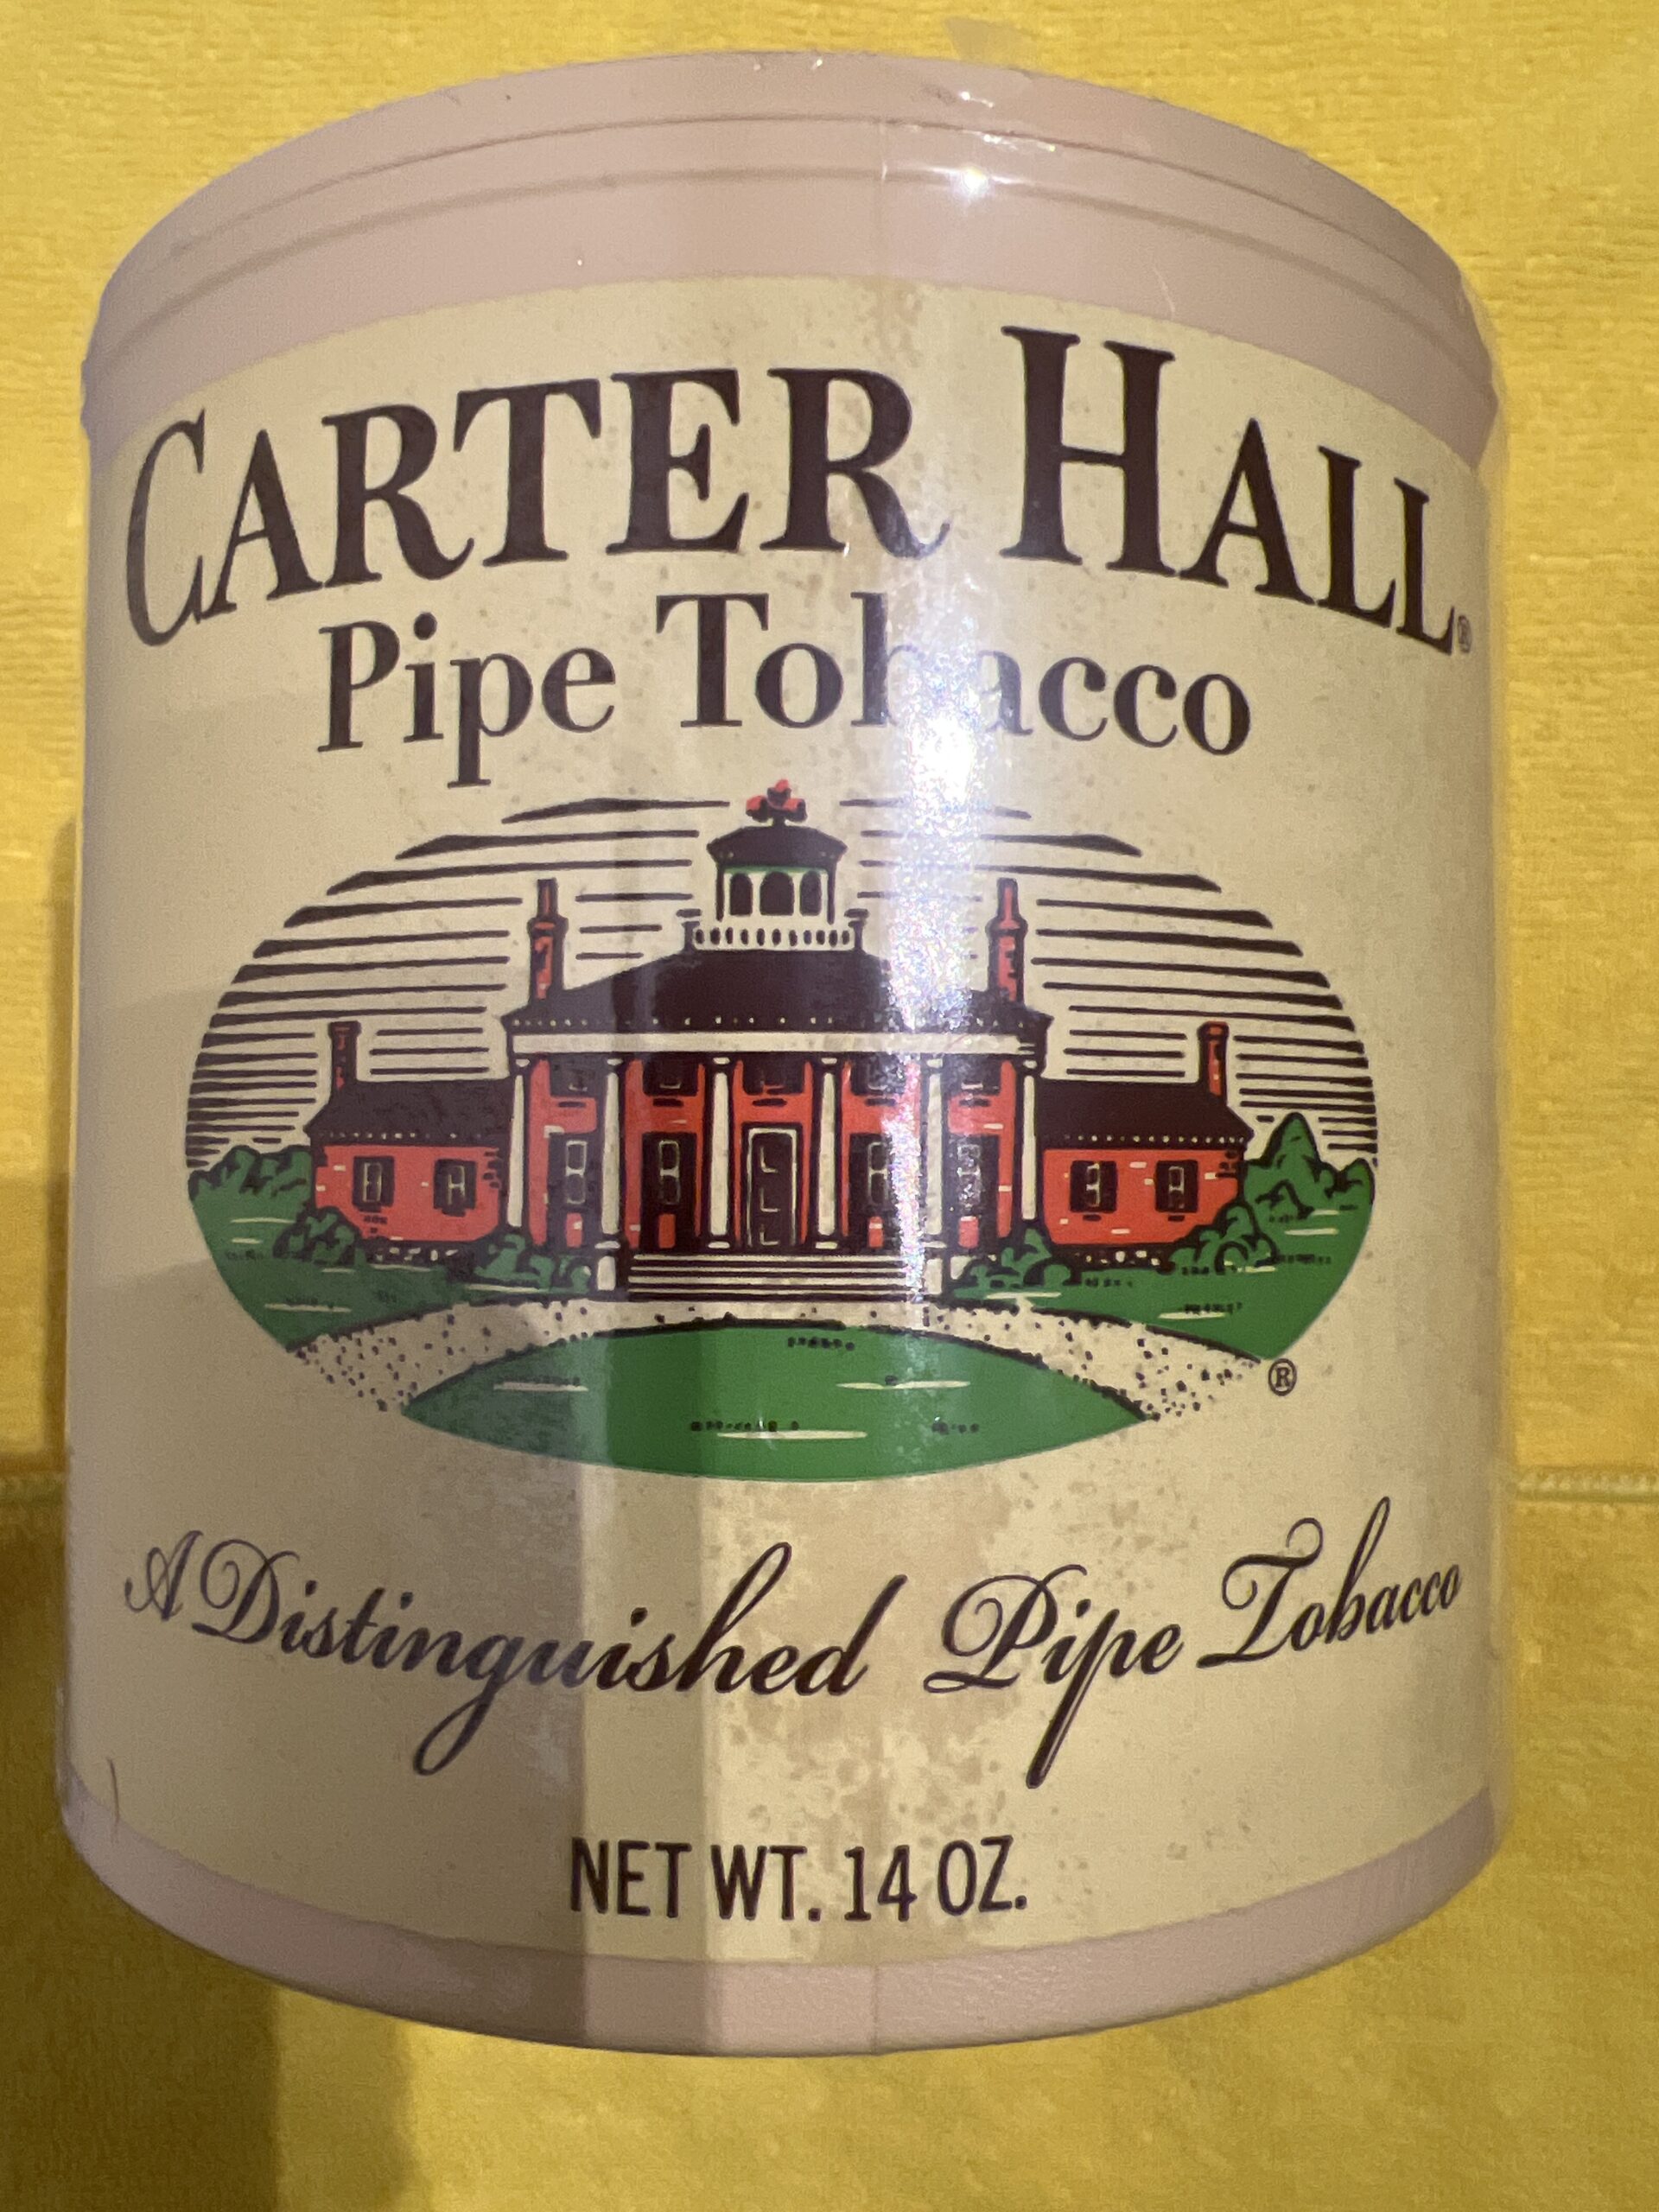 CARTER HALL®
Pipe Tobacco
®
A Distinguished Pipe Tobacco
NET WT. 14 OZ.